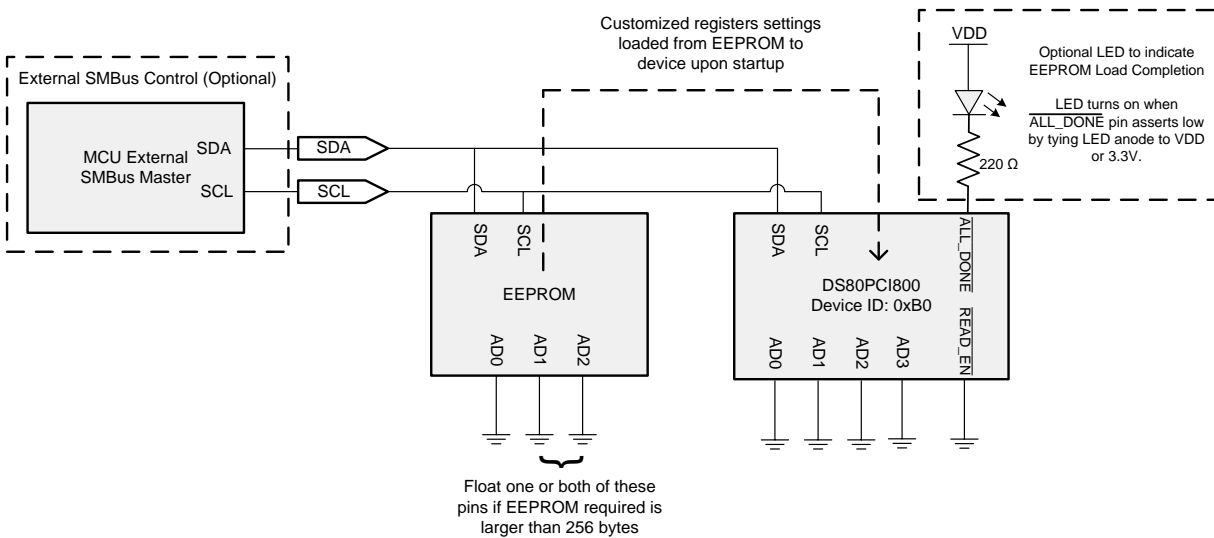 Customized registers settings
loaded from EEPROM to
device upon startup
VDD
Optional LED to indicate
EEPROM Load Completion
LED turns on when
ALL_DONE pin asserts low
by tying LED anode to VDD
or 3.3V.
220 Ω
External SMBus Control (Optional)
MCU External
SMBus Master
SDA
SCL
SDA
SCL
SDA
SCL
EEPROM
AD0
AD1
AD2
SDA
SCL
ALL_DONE
DS80PCI800
Device ID: 0xB0
AD0
AD1
AD2
AD3
READ_EN
Float one or both of these
pins if EEPROM required is
larger than 256 bytes